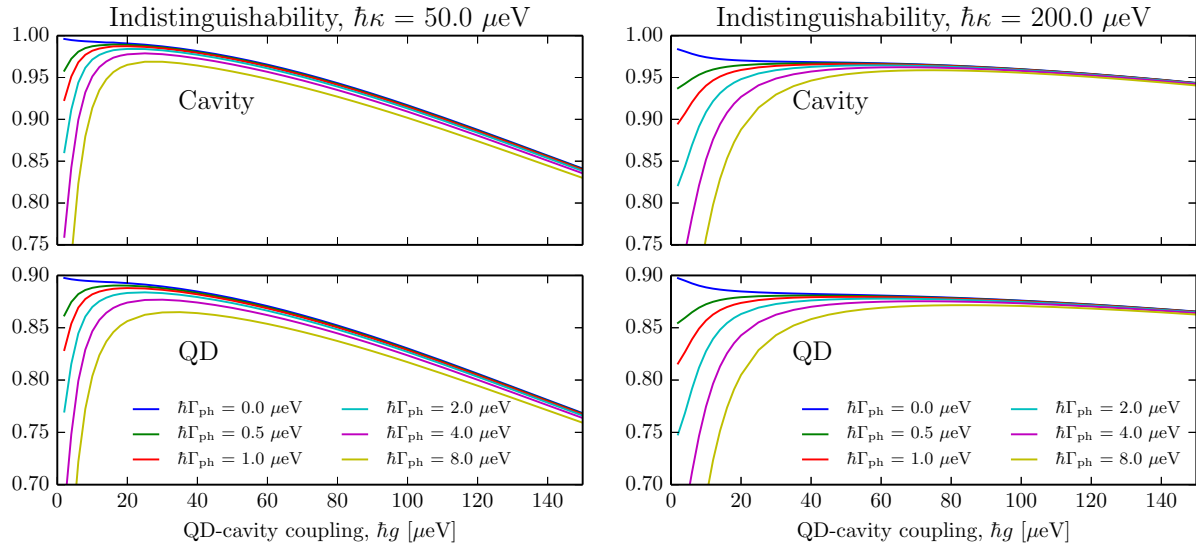 Indistinguishability, ℏκ = 50.0 μeV
1.00
0.95
0.90
0.85
0.80
0.75
Cavity
0.90
0.85
0.80
0.75
0.70
QD
ℏΓph = 0.0 μeV
ℏΓph = 0.5 μeV
ℏΓph = 1.0 μeV
ℏΓph = 2.0 μeV
ℏΓph = 4.0 μeV
ℏΓph = 8.0 μeV
0 20 40 60 80 100 120 140
QD-cavity coupling, ℏg [μeV]
Indistinguishability, ℏκ = 200.0 μeV
1.00
0.95
0.90
0.85
0.80
0.75
Cavity
0.90
0.85
0.80
0.75
0.70
QD
ℏΓph = 0.0 μeV
ℏΓph = 0.5 μeV
ℏΓph = 1.0 μeV
ℏΓph = 2.0 μeV
ℏΓph = 4.0 μeV
ℏΓph = 8.0 μeV
0 20 40 60 80 100 120 140
QD-cavity coupling, ℏg [μeV]